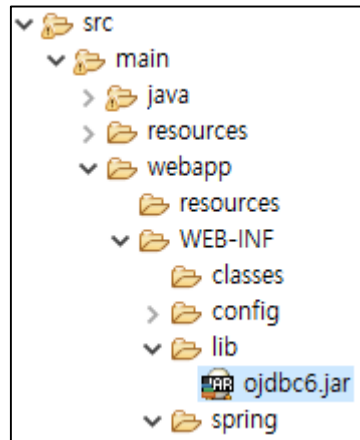 src
main
java
resources
webapp
resources
WEB-INF
classes
config
lib
ojdbc6.jar
spring